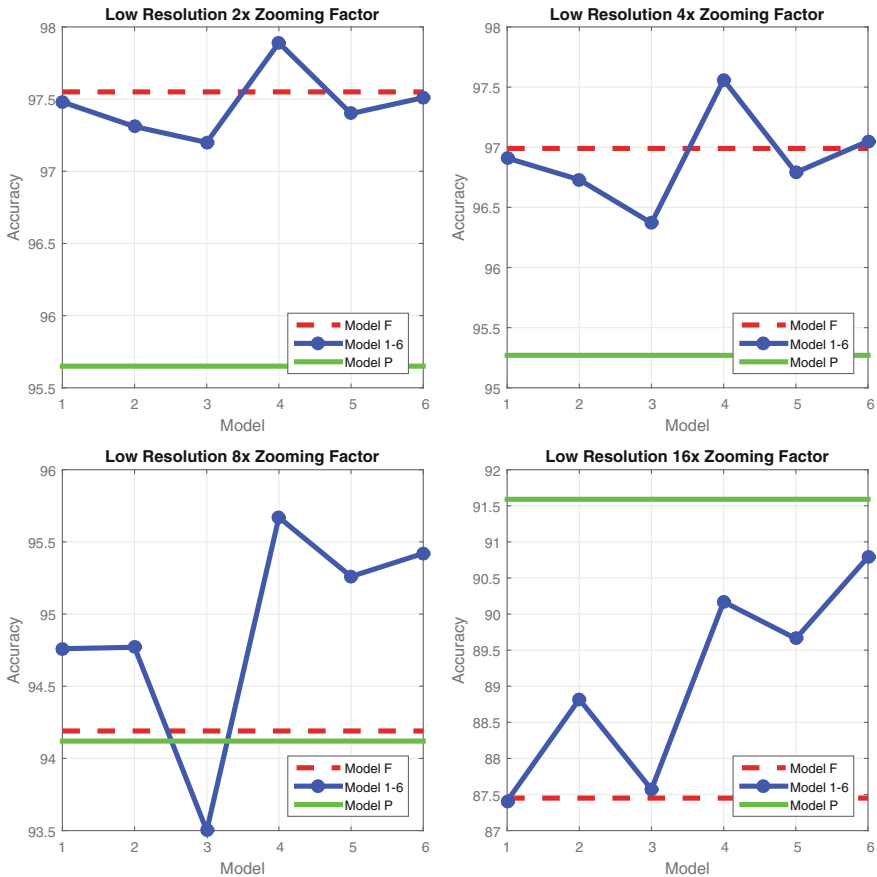 Low Resolution 2x Zooming Factor
98
97.5
97
96.5
96
95.5
Accuracy
1 2 3 4 5 6
Model
Model F
Model 1-6
Model P
Low Resolution 4x Zooming Factor
98
97.5
97
96.5
96
95.5
95
Accuracy
1 2 3 4 5 6
Model
Model F
Model 1-6
Model P
Low Resolution 8x Zooming Factor
96
95.5
95
94.5
94
93.5
Accuracy
1 2 3 4 5 6
Model
Model F
Model 1-6
Model P
Low Resolution 16x Zooming Factor
92
91.5
91
90.5
90
89.5
89
88.5
88
87.5
87
Accuracy
1 2 3 4 5 6
Model
Model F
Model 1-6
Model P